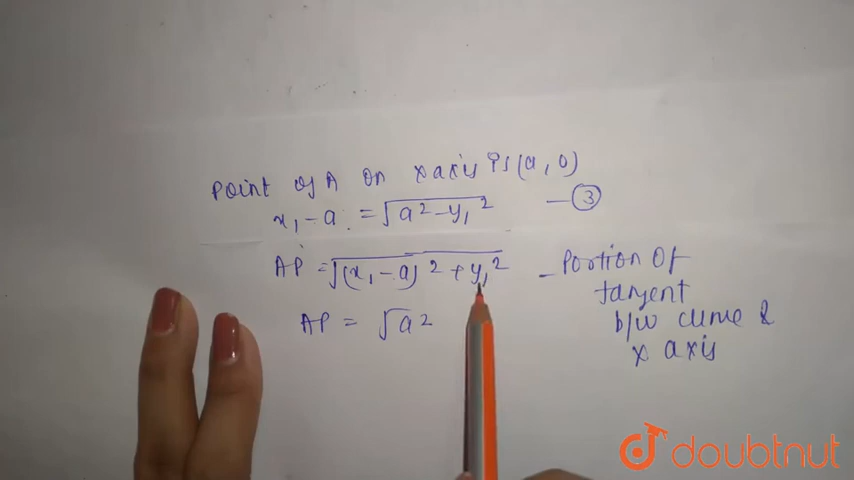 Point of A on x axis is (a, 0)
x₁ - a = √a² - y₁² - ③
AP = √(x₁ - a)² + y₁² - Portion Of
tangent
b/w curve &
x axis
AP = √a²
doubtnut